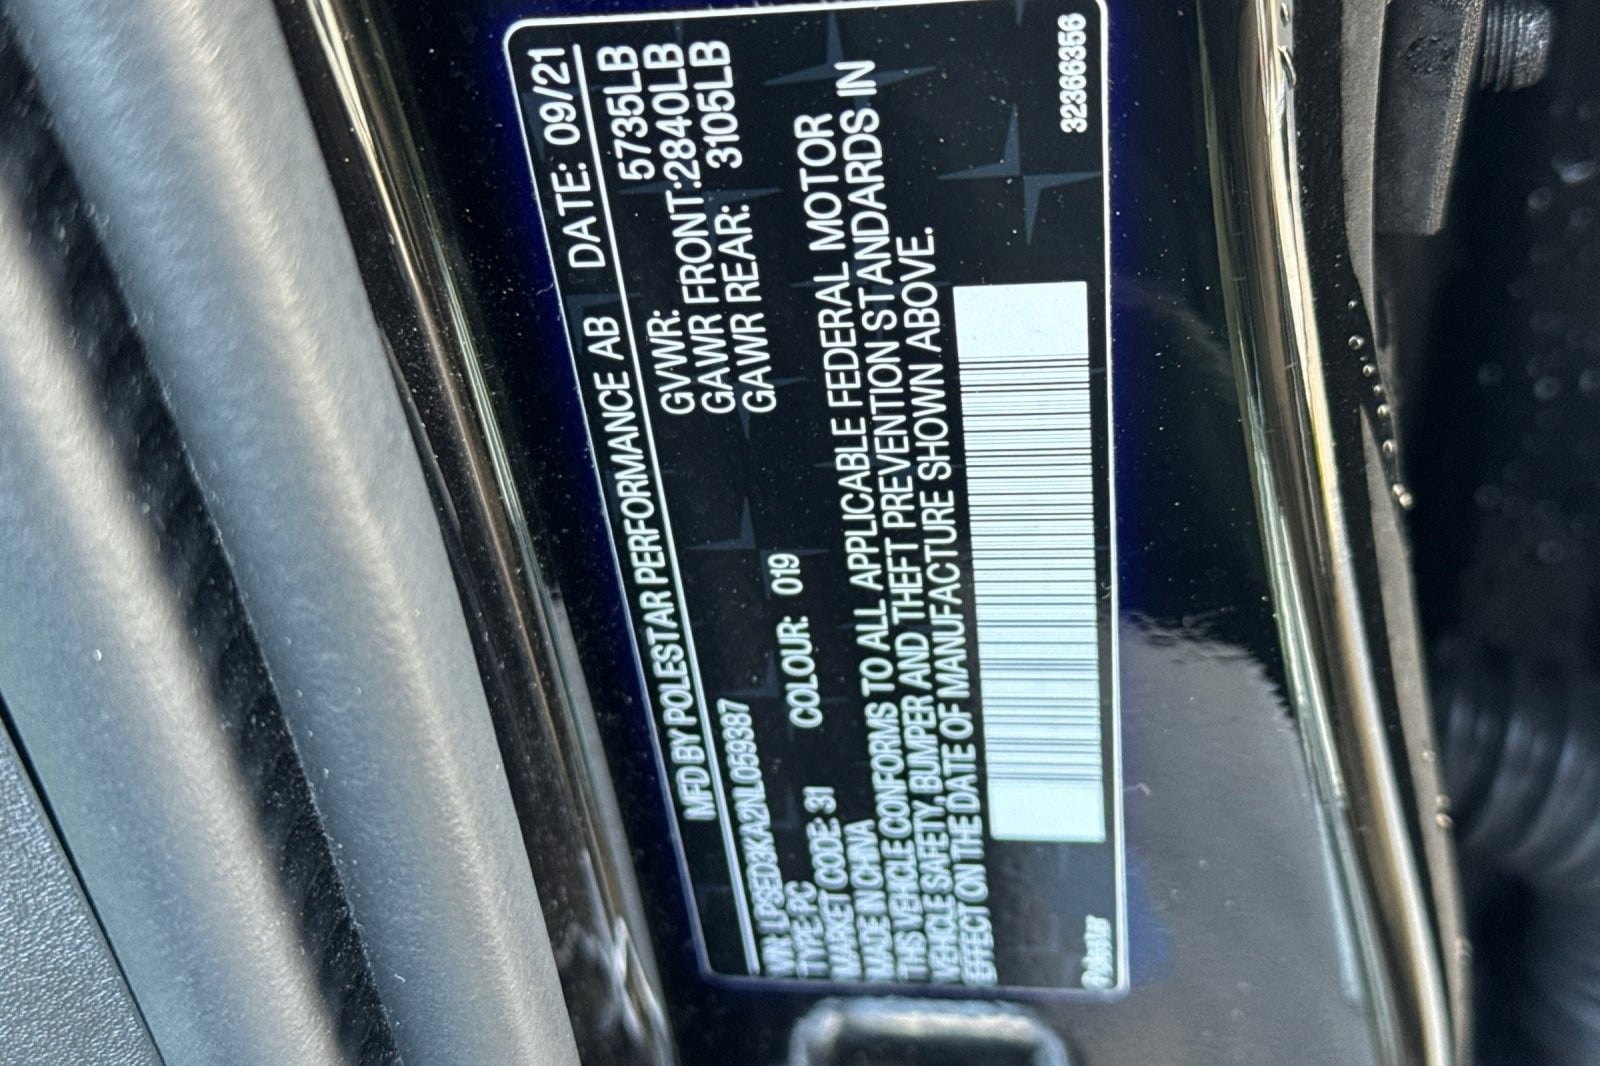 MFD BY POLESTAR PERFORMANCE AB DATE: 09/21
GVWR: 5735LB
GAWR FRONT:2840LB
GAWR REAR: 3105LB
VIN: LPSED3KA2NL059387
TYPE: PC
MARKET CODE: 31 COLOUR: 019
MADE IN CHINA
THIS VEHICLE CONFORMS TO ALL APPLICABLE FEDERAL MOTOR
VEHICLE SAFETY, BUMPER AND THEFT PREVENTION STANDARDS IN
EFFECT ON THE DATE OF MANUFACTURE SHOWN ABOVE.
Polestar 32366356